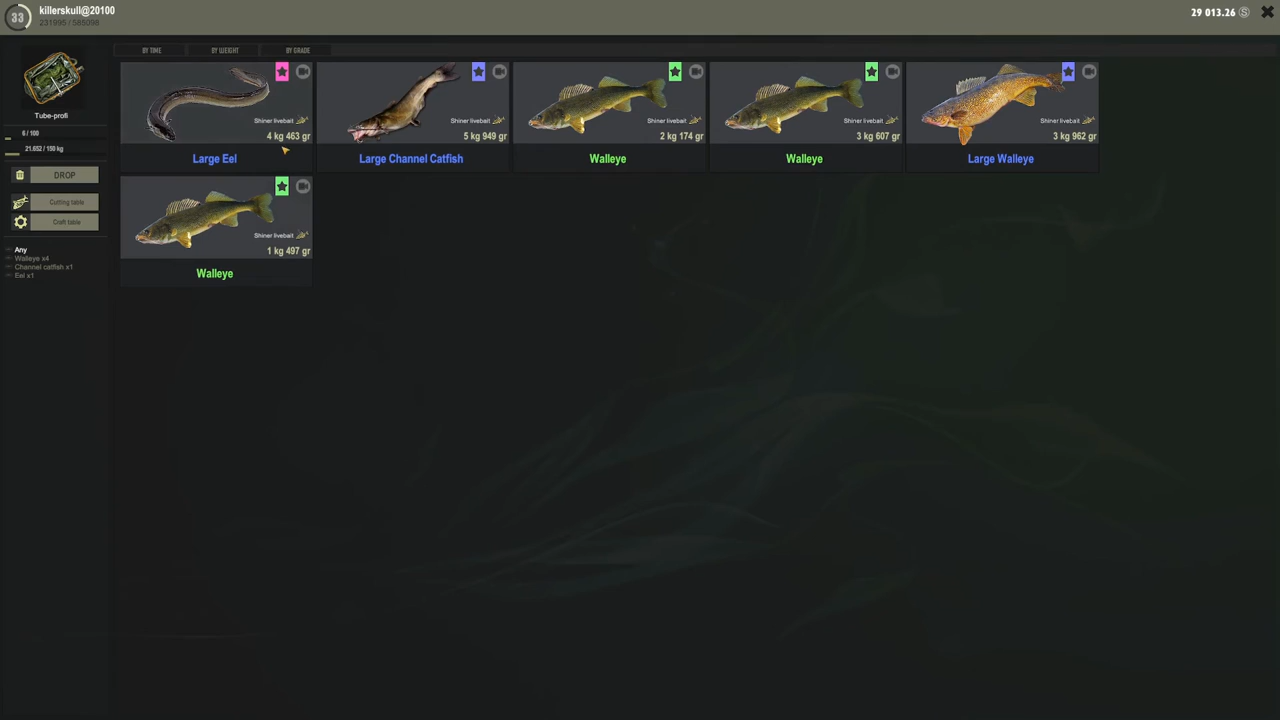 33
killerskull@20100
231995 / 588098
29 013.26 S
BY TIME
BY WEIGHT
BY GRADE
Tube-profi
6 / 100
21.652 / 150 kg
DROP
Cutting table
Craft table
Any
Walleye x4
Channel catfish x1
Eel x1
Shiner livebait
4 kg 463 gr
Large Eel
Shiner livebait
5 kg 949 gr
Large Channel Catfish
Shiner livebait
2 kg 174 gr
Walleye
Shiner livebait
3 kg 607 gr
Walleye
Shiner livebait
3 kg 962 gr
Large Walleye
Shiner livebait
1 kg 497 gr
Walleye